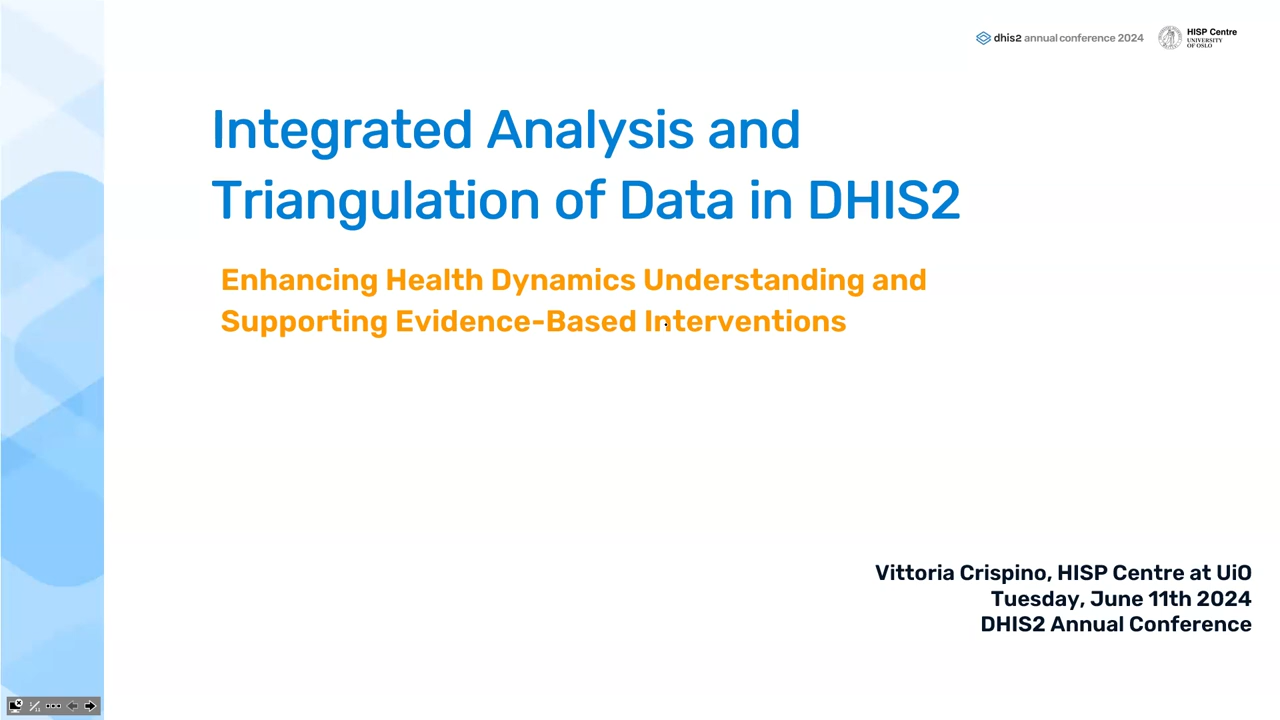 dhis2 annual conference 2024
HISP Centre
UNIVERSITY
OF OSLO
Integrated Analysis and
Triangulation of Data in DHIS2
Enhancing Health Dynamics Understanding and
Supporting Evidence-Based Interventions
Vittoria Crispino, HISP Centre at UiO
Tuesday, June 11th 2024
DHIS2 Annual Conference